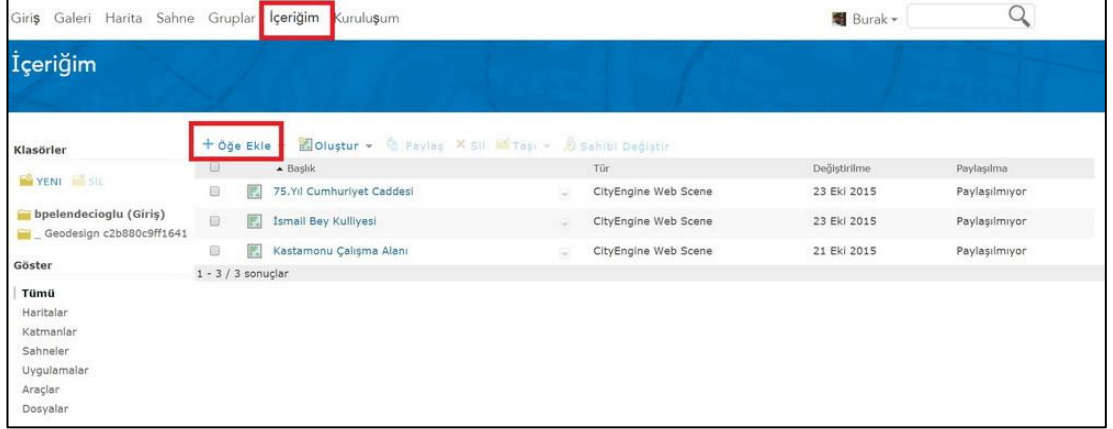 Giriş Galeri Harita Sahne Gruplar İçeriğim Kuruluşum Burak
İçeriğim
Klasörler
+ Öğe Ekle Oluştur Paylaş Sil Taşı Sahibi Değiştir
Başlık Tür Değiştirilme Paylaşılma
YENI SIL
75.Yıl Cumhuriyet Caddesi CityEngine Web Scene 23 Eki 2015 Paylaşılmıyor
bpelendecioglu (Giriş)
İsmail Bey Kulliyesi CityEngine Web Scene 23 Eki 2015 Paylaşılmıyor
_ Geodesign c2b880c9ff1641
Kastamonu Çalışma Alanı CityEngine Web Scene 21 Eki 2015 Paylaşılmıyor
Göster
1 - 3 / 3 sonuçlar
Tümü
Haritalar
Katmanlar
Sahneler
Uygulamalar
Araçlar
Dosyalar